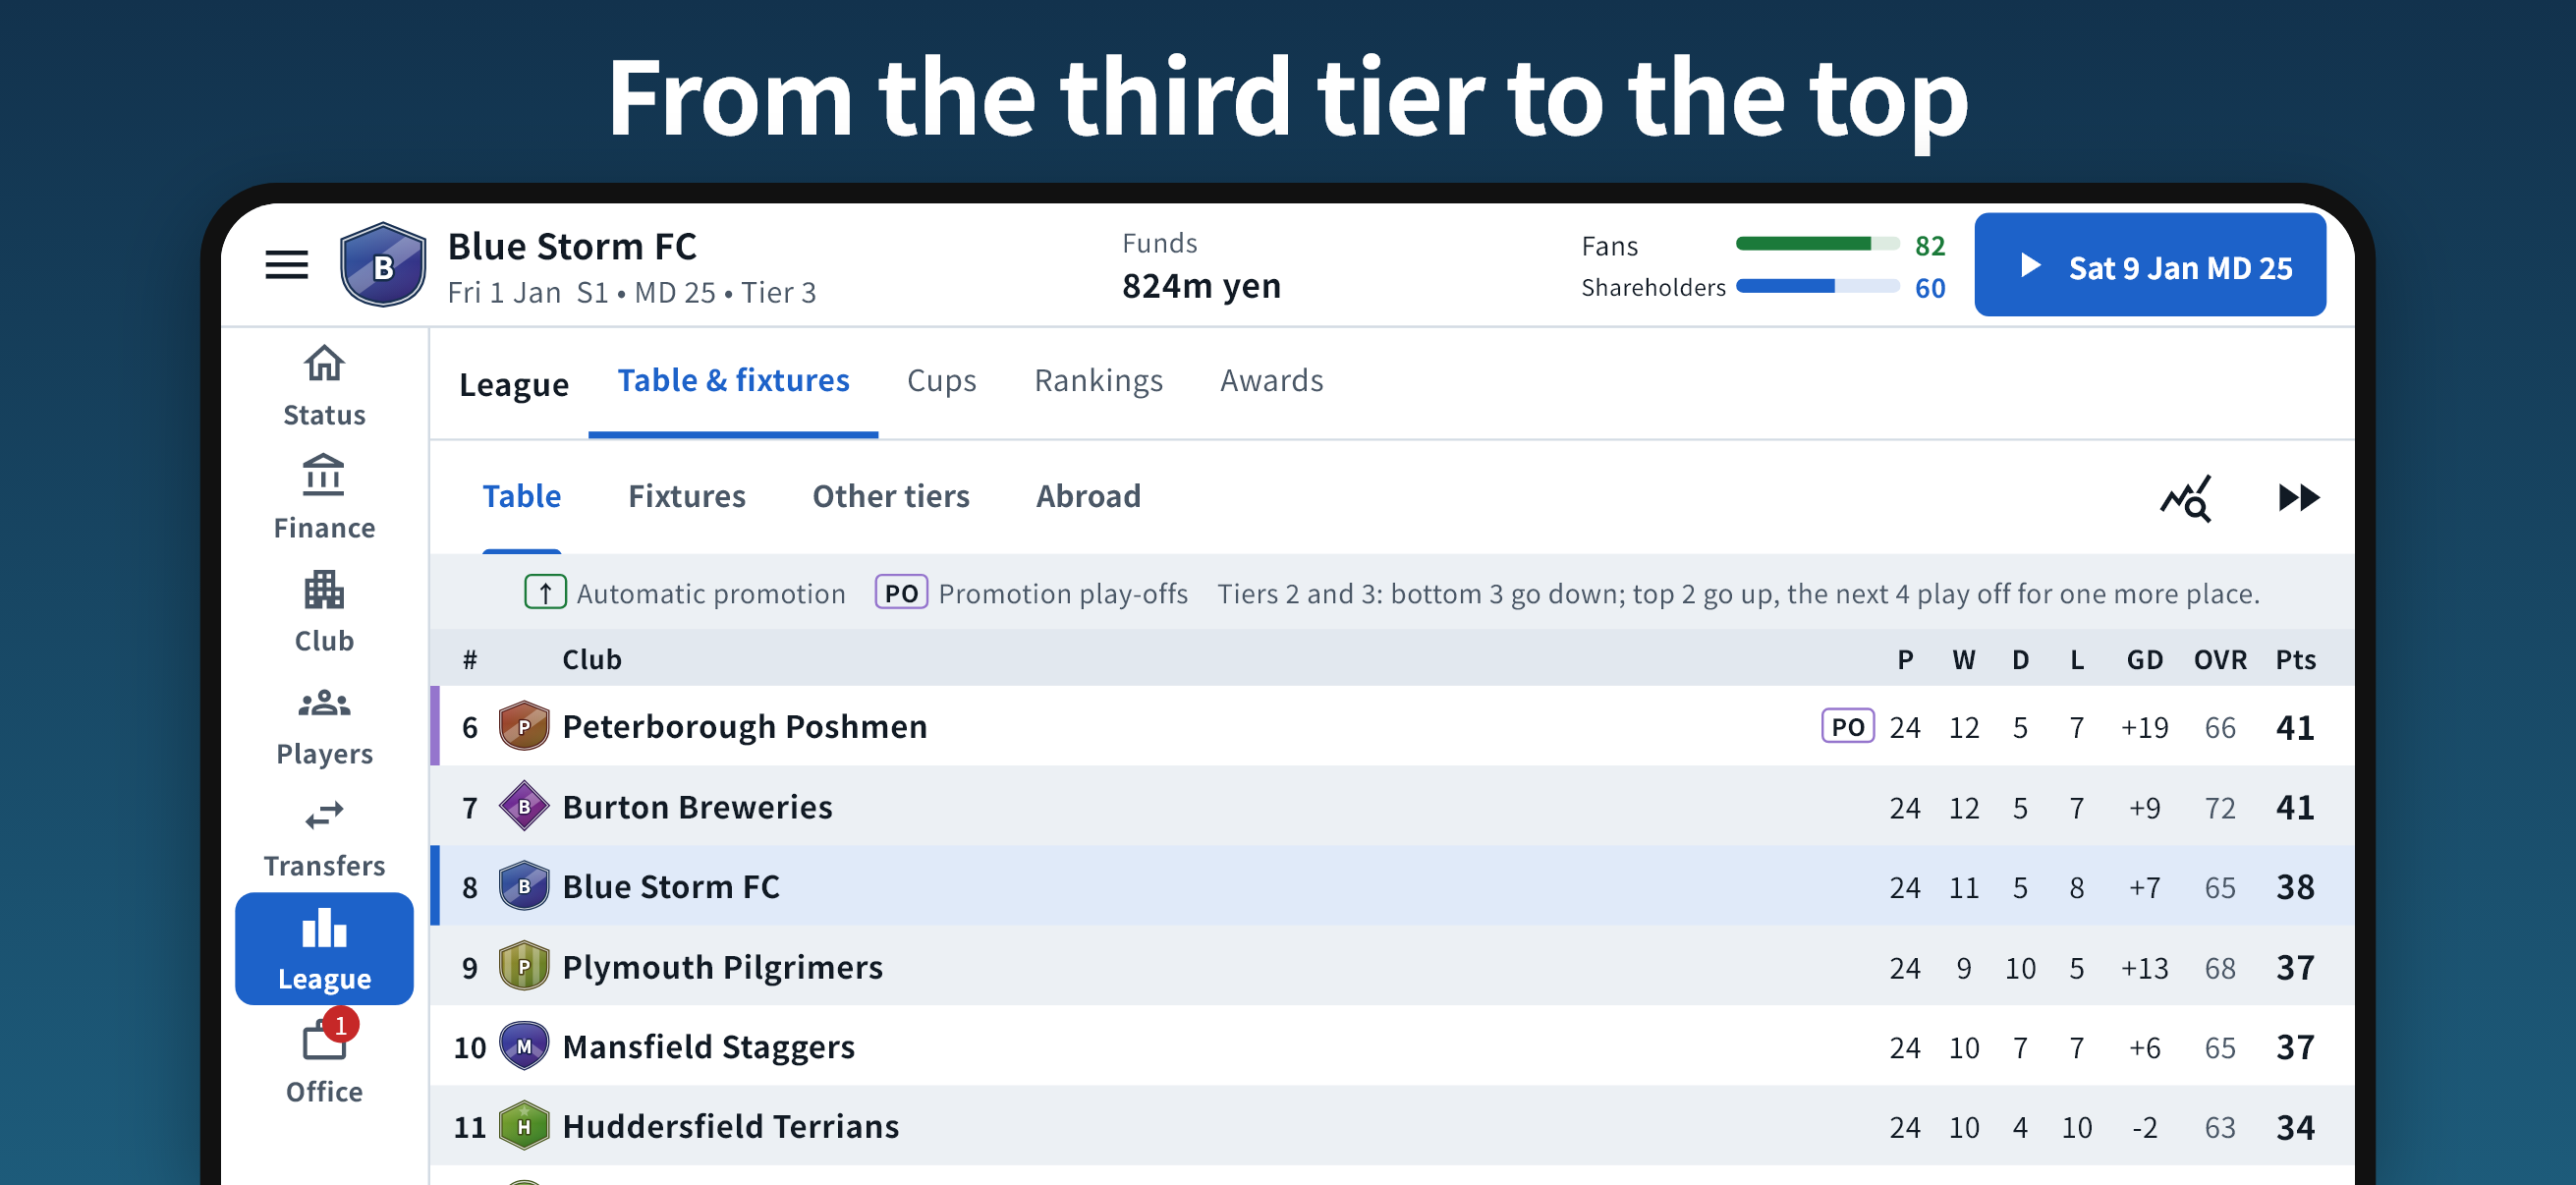 From the third tier to the top
B
Blue Storm FC
Fri 1 Jan S1 • MD 25 • Tier 3
Funds
824m yen
Fans 82
Shareholders 60
Sat 9 Jan MD 25
Status
Finance
Club
Players
Transfers
League
1
Office
League Table & fixtures Cups Rankings Awards
Table Fixtures Other tiers Abroad
↑ Automatic promotion PO Promotion play-offs Tiers 2 and 3: bottom 3 go down; top 2 go up, the next 4 play off for one more place.
# Club P W D L GD OVR Pts
6 P Peterborough Poshmen PO 24 12 5 7 +19 66 41
7 B Burton Breweries 24 12 5 7 +9 72 41
8 B Blue Storm FC 24 11 5 8 +7 65 38
9 P Plymouth Pilgrimers 24 9 10 5 +13 68 37
10 M Mansfield Staggers 24 10 7 7 +6 65 37
11 H Huddersfield Terrians 24 10 4 10 -2 63 34